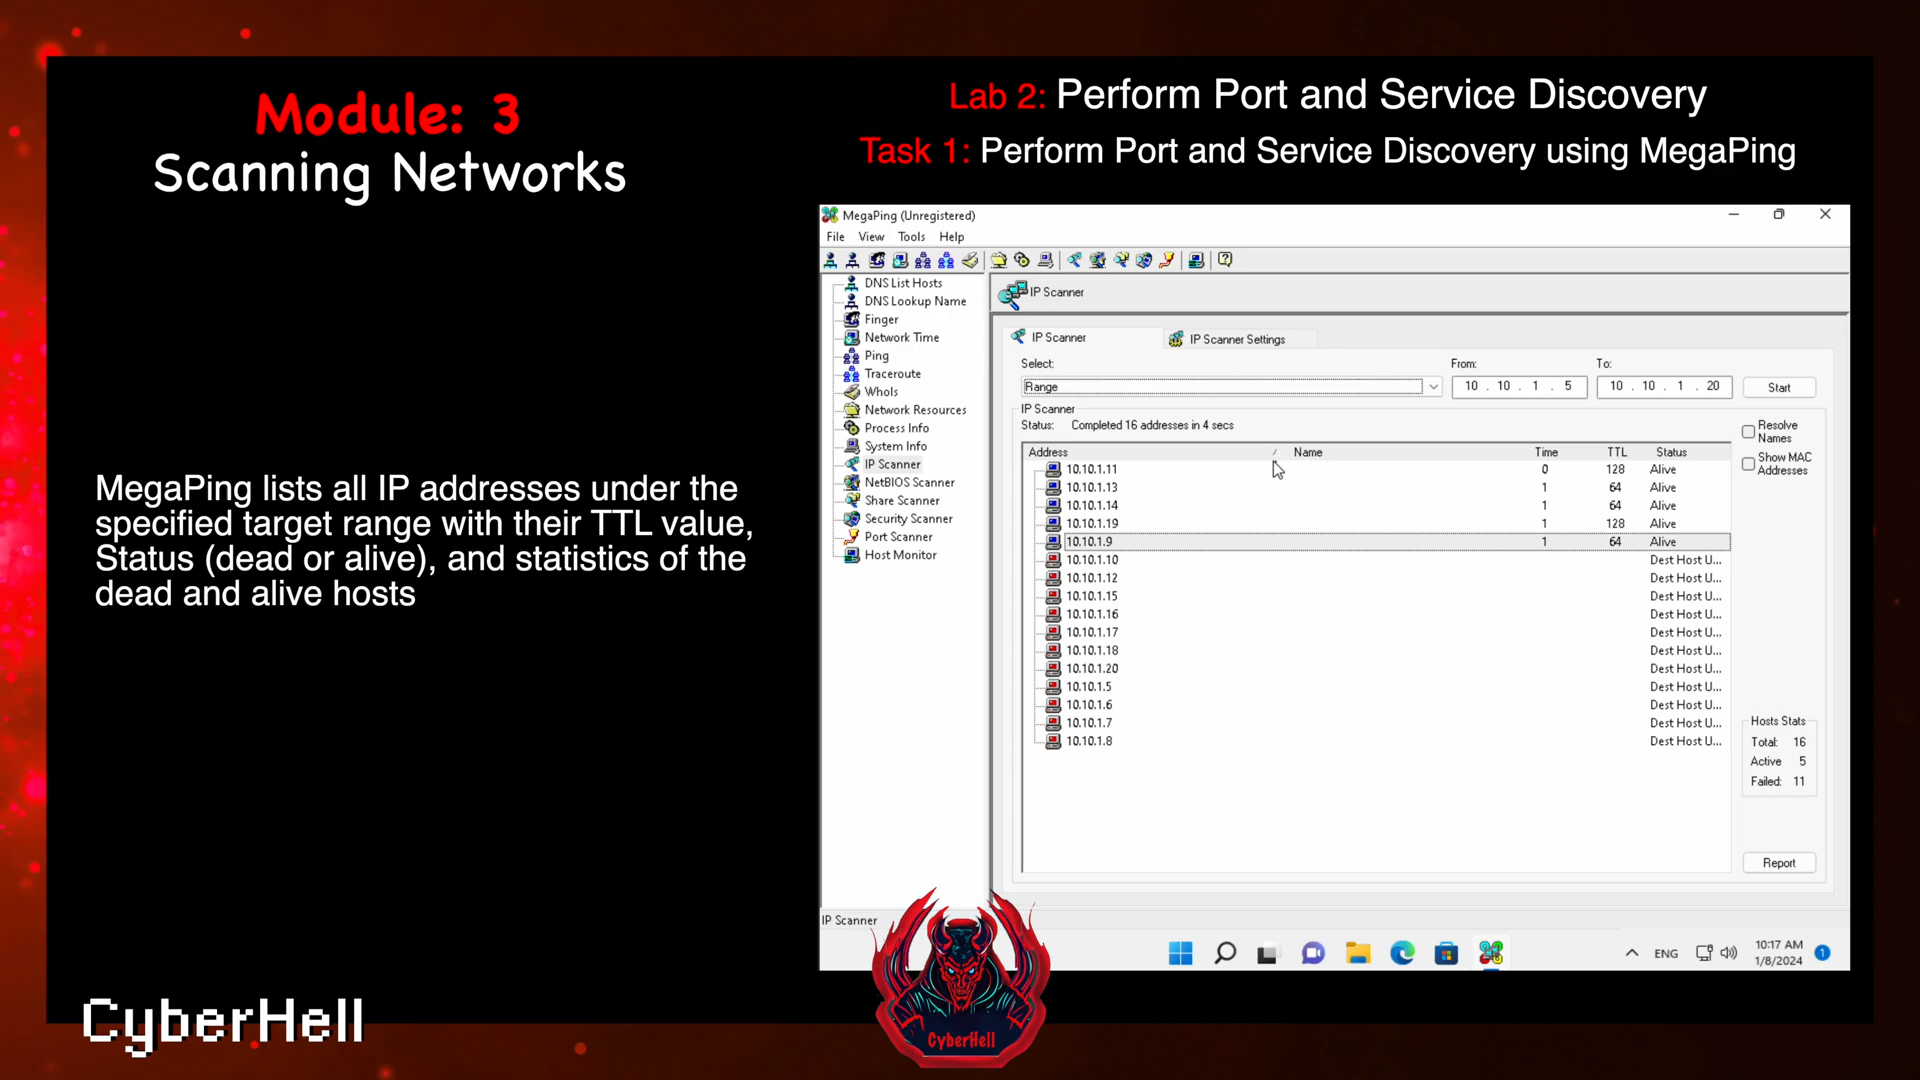 Module: 3
Scanning Networks
Lab 2: Perform Port and Service Discovery
Task 1: Perform Port and Service Discovery using MegaPing
MegaPing lists all IP addresses under the
specified target range with their TTL value,
Status (dead or alive), and statistics of the
dead and alive hosts
MegaPing (Unregistered)
File View Tools Help
DNS List Hosts
DNS Lookup Name
Finger
Network Time
Ping
Traceroute
WhoIs
Network Resources
Process Info
System Info
IP Scanner
NetBIOS Scanner
Share Scanner
Security Scanner
Port Scanner
Host Monitor
IP Scanner
IP Scanner IP Scanner Settings
Select: From: To:
Range 10 . 10 . 1 . 5 10 . 10 . 1 . 20 Start
IP Scanner
Status: Completed 16 addresses in 4 secs
Resolve
Names
Show MAC
Addresses
Address Name Time TTL Status
10.10.1.11 0 128 Alive
10.10.1.13 1 64 Alive
10.10.1.14 1 64 Alive
10.10.1.19 1 128 Alive
10.10.1.9 1 64 Alive
10.10.1.10 Dest Host U...
10.10.1.12 Dest Host U...
10.10.1.15 Dest Host U...
10.10.1.16 Dest Host U...
10.10.1.17 Dest Host U...
10.10.1.18 Dest Host U...
10.10.1.20 Dest Host U...
10.10.1.5 Dest Host U...
10.10.1.6 Dest Host U...
10.10.1.7 Dest Host U...
10.10.1.8 Dest Host U...
Hosts Stats
Total: 16
Active 5
Failed: 11
Report
IP Scanner
ENG
10:17 AM
1/8/2024
1
CyberHell
CyberHell